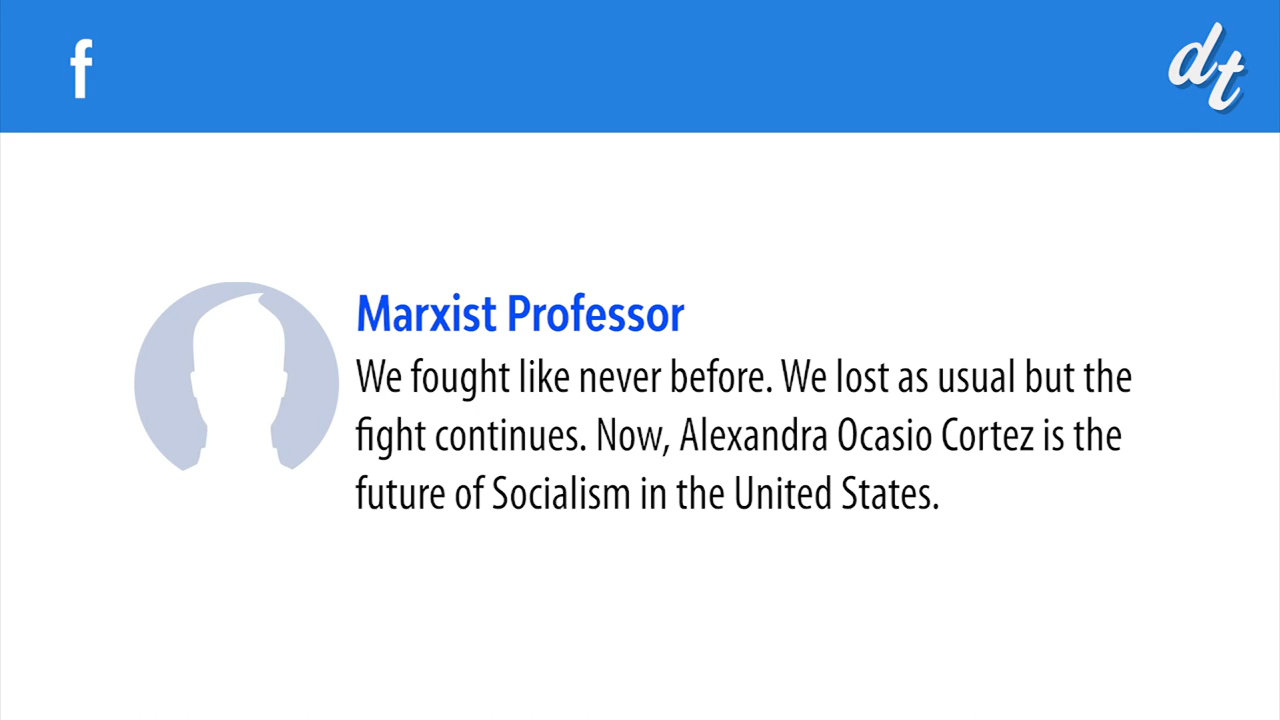 f
dt
Marxist Professor
We fought like never before. We lost as usual but the
fight continues. Now, Alexandra Ocasio Cortez is the
future of Socialism in the United States.